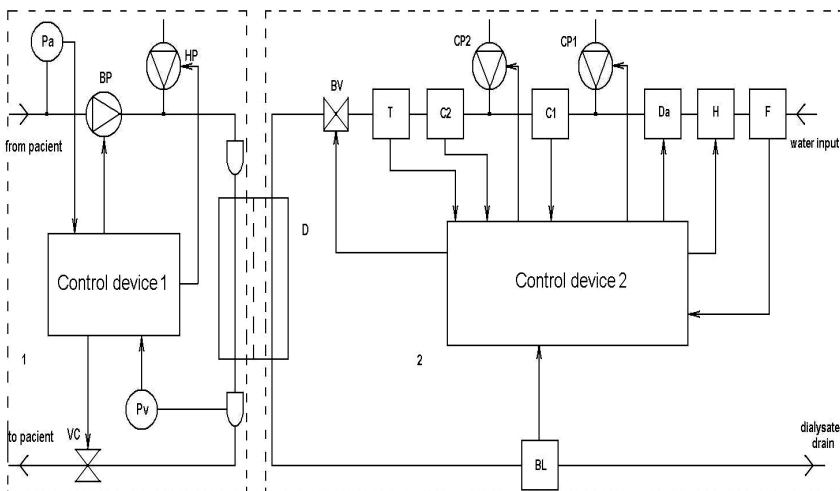 Pa
HP
BP
from pacient
Control device 1
1
Pv
VC
to pacient
D
CP2
CP1
BV
T
C2
C1
Da
H
F
water input
Control device 2
2
BL
dialysate
drain